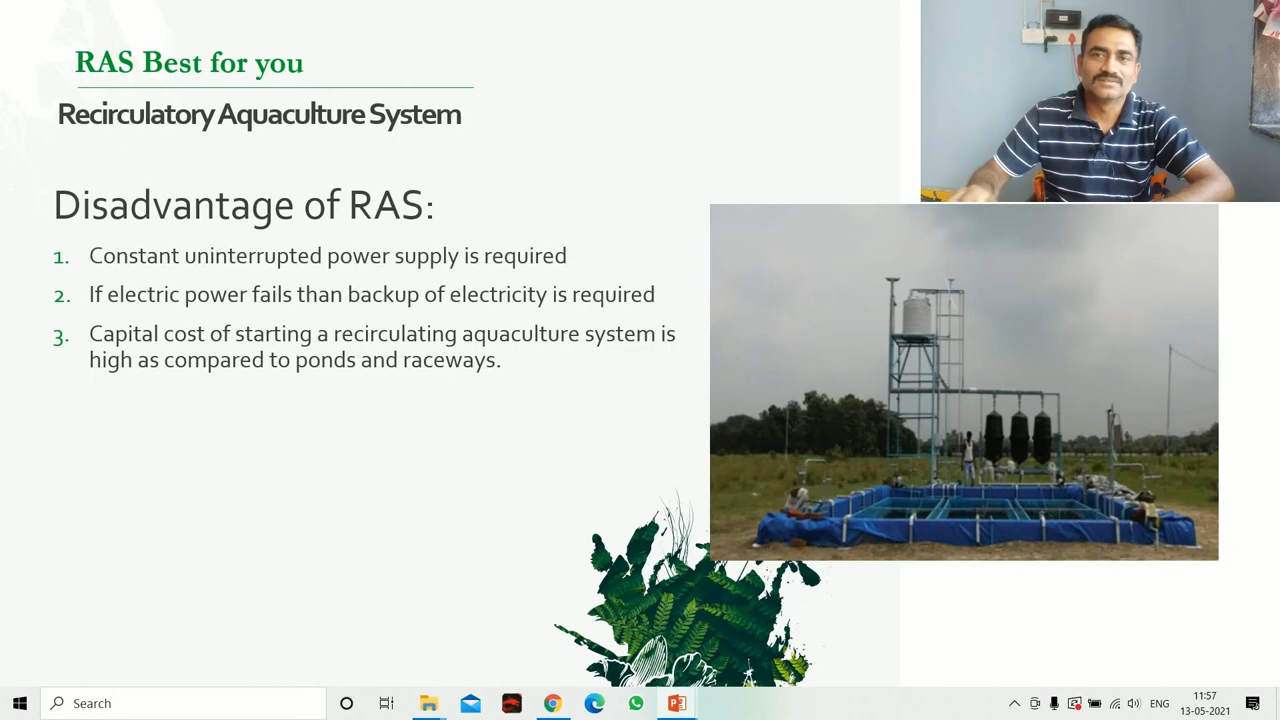 RAS Best for you
Recirculatory Aquaculture System
Disadvantage of RAS:
1. Constant uninterrupted power supply is required
2. If electric power fails than backup of electricity is required
3. Capital cost of starting a recirculating aquaculture system is
high as compared to ponds and raceways.
Search
ENG
11:57
13-05-2021